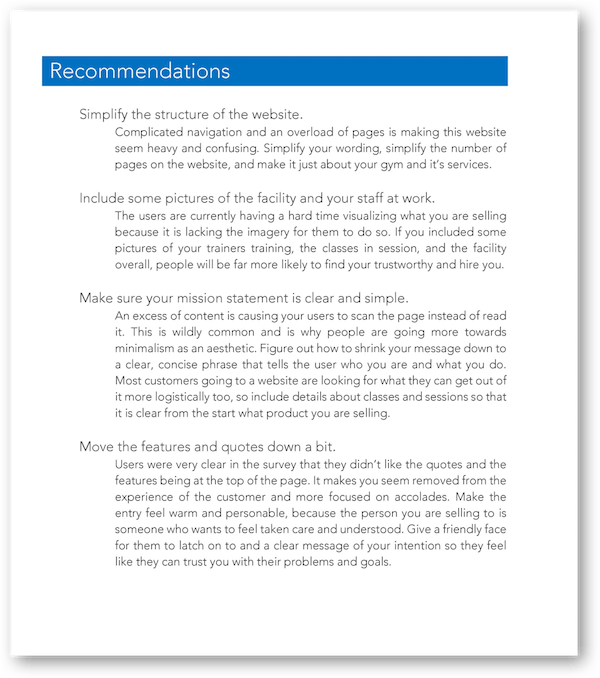 Recommendations
Simplify the structure of the website.
Complicated navigation and an overload of pages is making this website
seem heavy and confusing. Simplify your wording, simplify the number of
pages on the website, and make it just about your gym and it's services.
Include some pictures of the facility and your staff at work.
The users are currently having a hard time visualizing what you are selling
because it is lacking the imagery for them to do so. If you included some
pictures of your trainers training, the classes in session, and the facility
overall, people will be far more likely to find your trustworthy and hire you.
Make sure your mission statement is clear and simple.
An excess of content is causing your users to scan the page instead of read
it. This is wildly common and is why people are going more towards
minimalism as an aesthetic. Figure out how to shrink your message down to
a clear, concise phrase that tells the user who you are and what you do.
Most customers going to a website are looking for what they can get out of
it more logistically too, so include details about classes and sessions so that
it is clear from the start what product you are selling.
Move the features and quotes down a bit.
Users were very clear in the survey that they didn't like the quotes and the
features being at the top of the page. It makes you seem removed from the
experience of the customer and more focused on accolades. Make the
entry feel warm and personable, because the person you are selling to is
someone who wants to feel taken care and understood. Give a friendly face
for them to latch on to and a clear message of your intention so they feel
like they can trust you with their problems and goals.